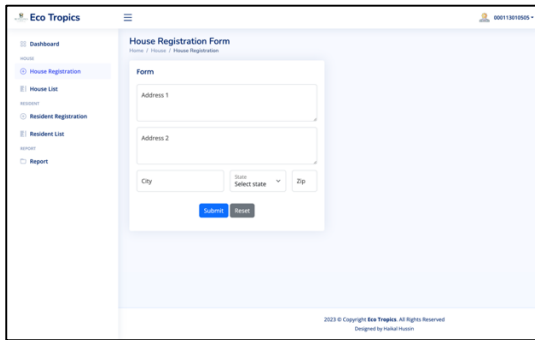 Eco Tropics
000113010505
Dashboard
HOUSE
House Registration
House List
RESIDENT
Resident Registration
Resident List
REPORT
Report
House Registration Form
Home / House / House Registration
Form
Address 1
Address 2
City
State
Select state
Zip
Submit
Reset
2023 © Copyright Eco Tropics. All Rights Reserved
Designed by Haikal Husin